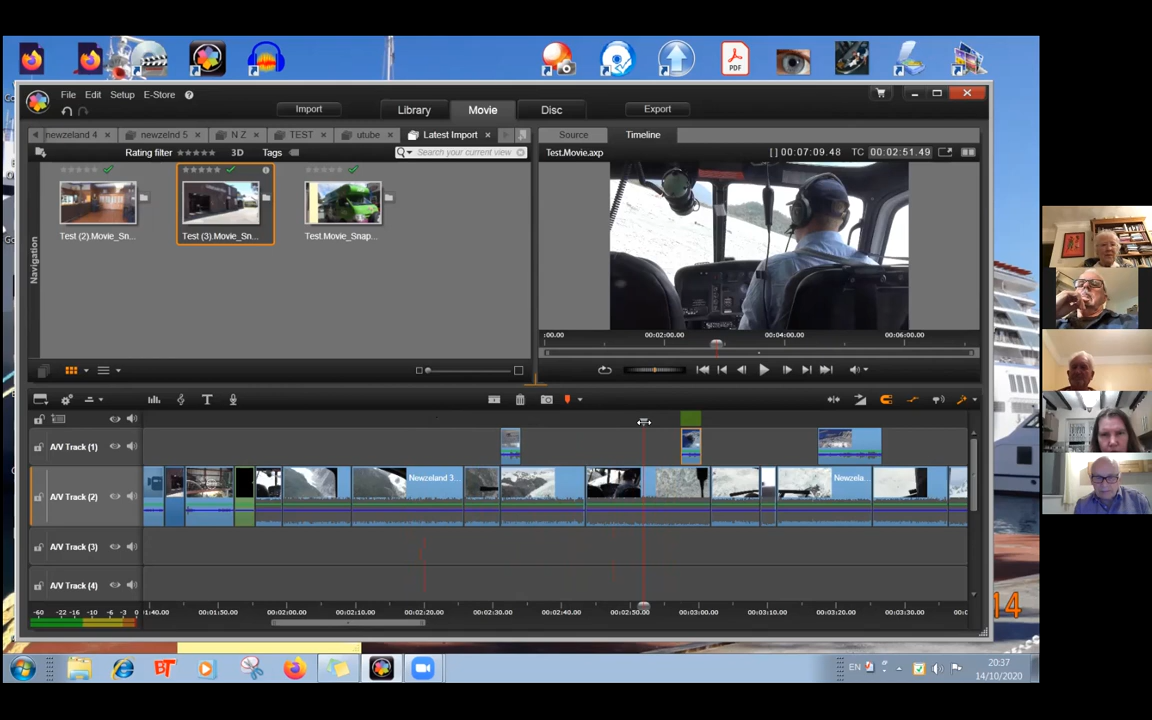 PDF
File Edit Setup E-Store
Import Library Movie Disc Export
newzeland 4 newzelnd 5 N Z TEST utube Latest Import
Source Timeline
Rating filter 3D Tags Search your current view
Test.Movie.axp [ ] 00:07:09.48 TC 00:02:51.49
Navigation
Test (2).Movie_Sn... Test (3).Movie_Sn... Test.Movie_Snap...
:00.00 00:02:00.00 00:04:00.00 00:06:00.00
A/V Track (1)
Newzeland 3... Newzela...
A/V Track (2)
A/V Track (3)
A/V Track (4)
-60 -22 -16 -10 -6 -3 0
:01:40.00 00:01:50.00 00:02:00.00 00:02:10.00 00:02:20.00 00:02:30.00 00:02:40.00 00:02:50.00 00:03:00.00 00:03:10.00 00:03:20.00 00:03:30.00 00:0
14
BT
EN
20:37
14/10/2020